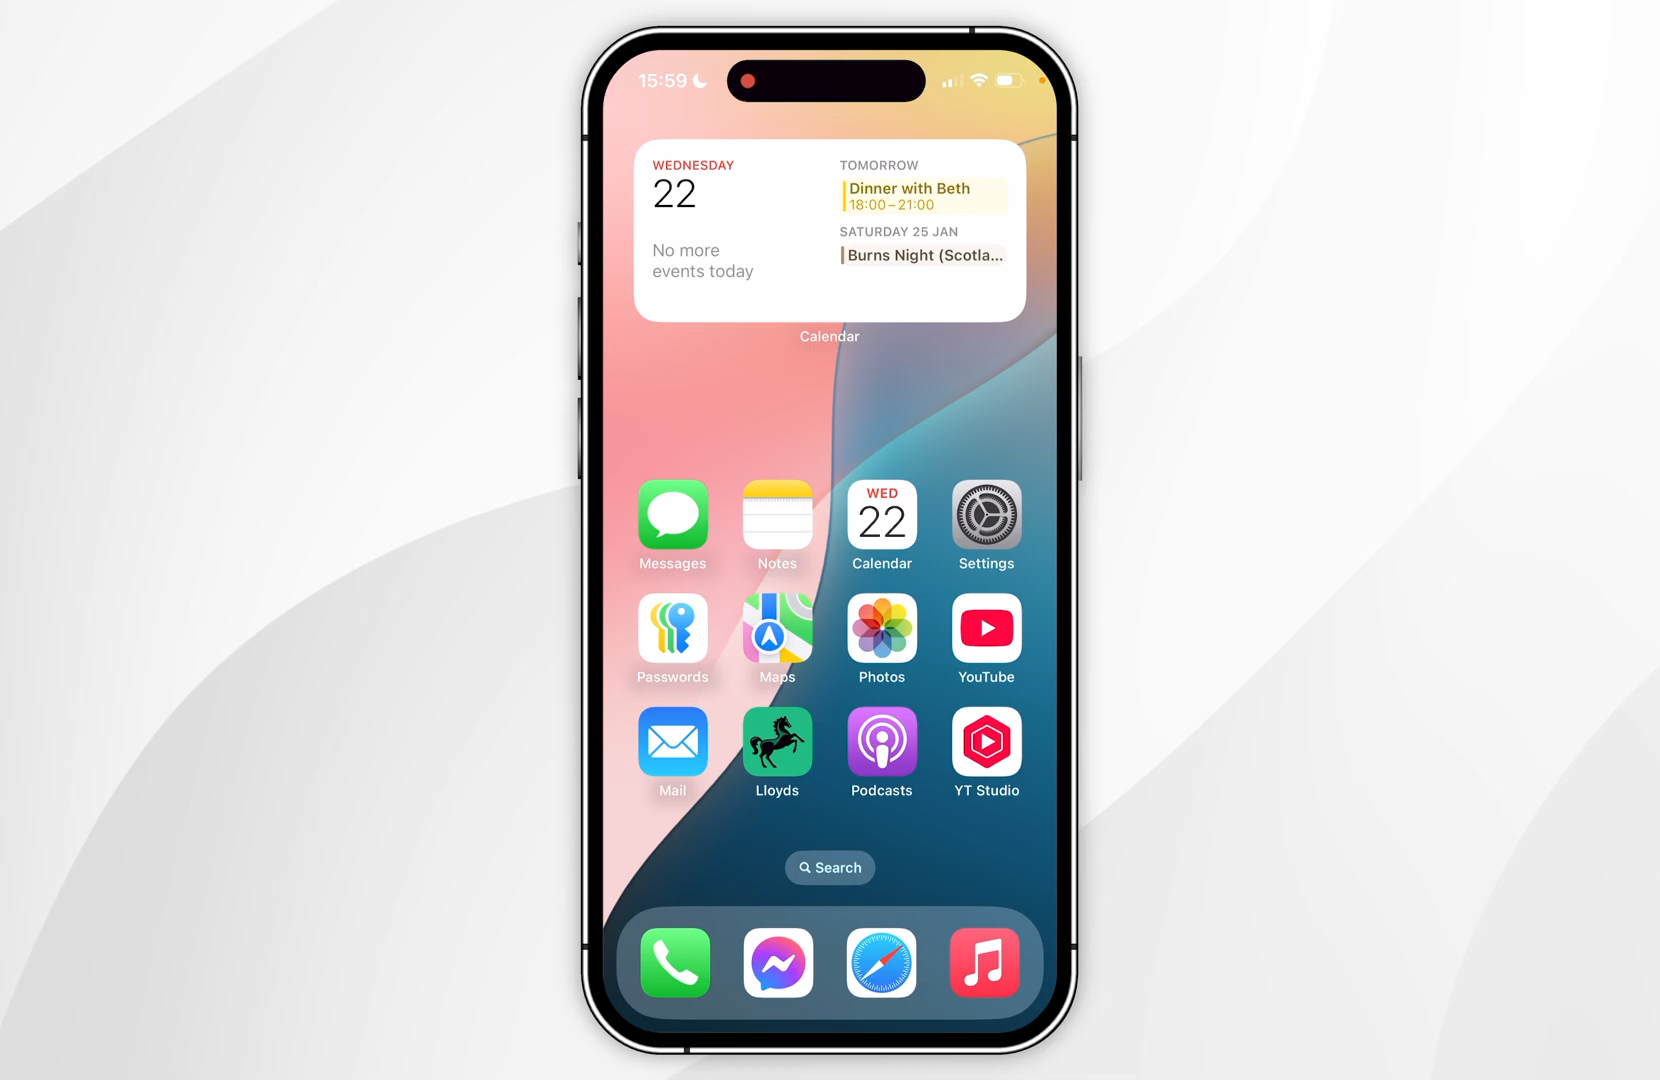 15:59
WEDNESDAY
22
No more
events today
TOMORROW
Dinner with Beth
18:00–21:00
SATURDAY 25 JAN
Burns Night (Scotla...
Calendar
WED
22
Messages Notes Calendar Settings
Passwords Maps Photos YouTube
Mail Lloyds Podcasts YT Studio
Search